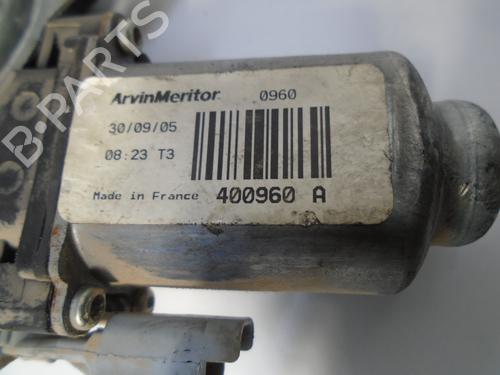 ArvinMeritor 0960
30/09/05
08:23 T3
Made in France 400960 A
B-PARTS